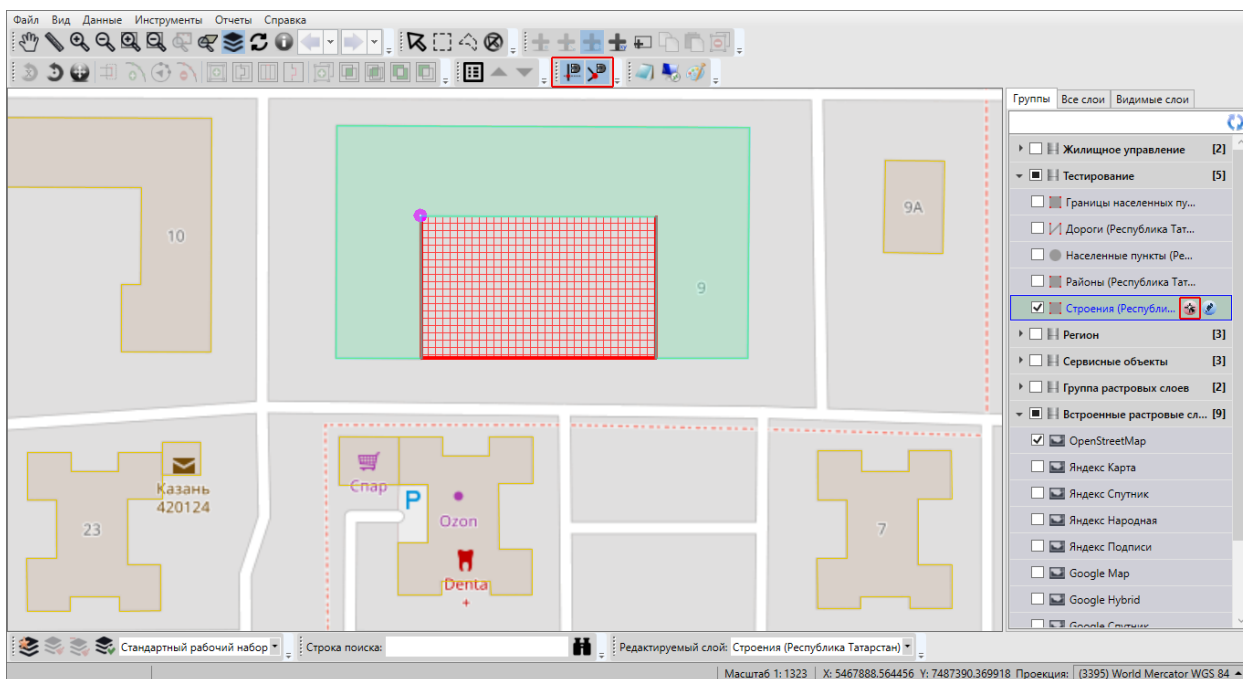 Файл Вид Данные Инструменты Отчеты Справка
Группы Все слои Видимые слои
Жилищное управление [2]
Тестирование [5]
Границы населенных пу...
Дороги (Республика Тат...
Населенные пункты (Ре...
Районы (Республика Тат...
Строения (Республи...
Регион [3]
Сервисные объекты [3]
Группа растровых слоев [2]
Встроенные растровые сл... [9]
OpenStreetMap
Яндекс Карта
Яндекс Спутник
Яндекс Народная
Яндекс Подписи
Google Map
Google Hybrid
Google Спутник
10
9
9А
Казань
420124
23
Спар
P
Ozon
Denta
+
7
Стандартный рабочий набор Строка поиска: Редактируемый слой: Строения (Республика Татарстан)
Масштаб 1: 1323 X: 5467888.564456 Y: 7487390.369918 Проекция: (3395) World Mercator WGS 84